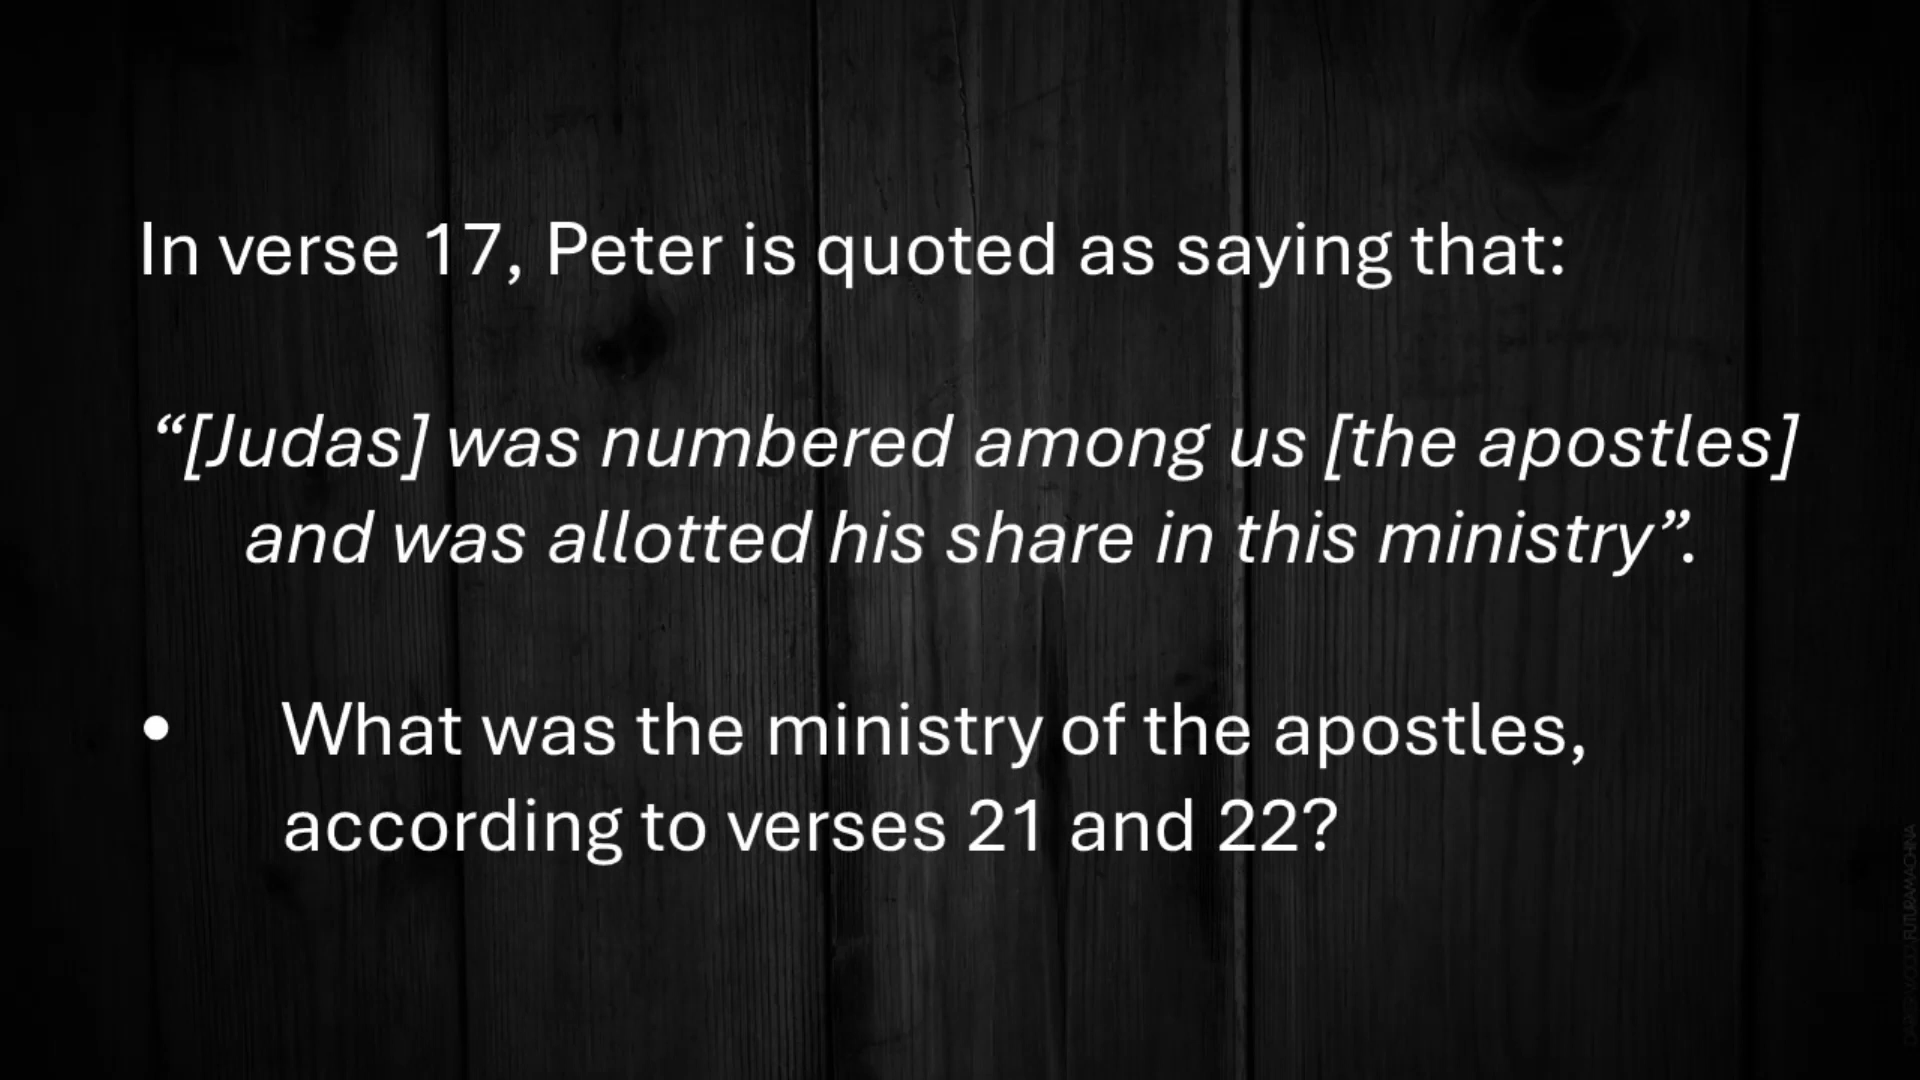 In verse 17, Peter is quoted as saying that:
“[Judas] was numbered among us [the apostles]
and was allotted his share in this ministry”.
• What was the ministry of the apostles,
according to verses 21 and 22?